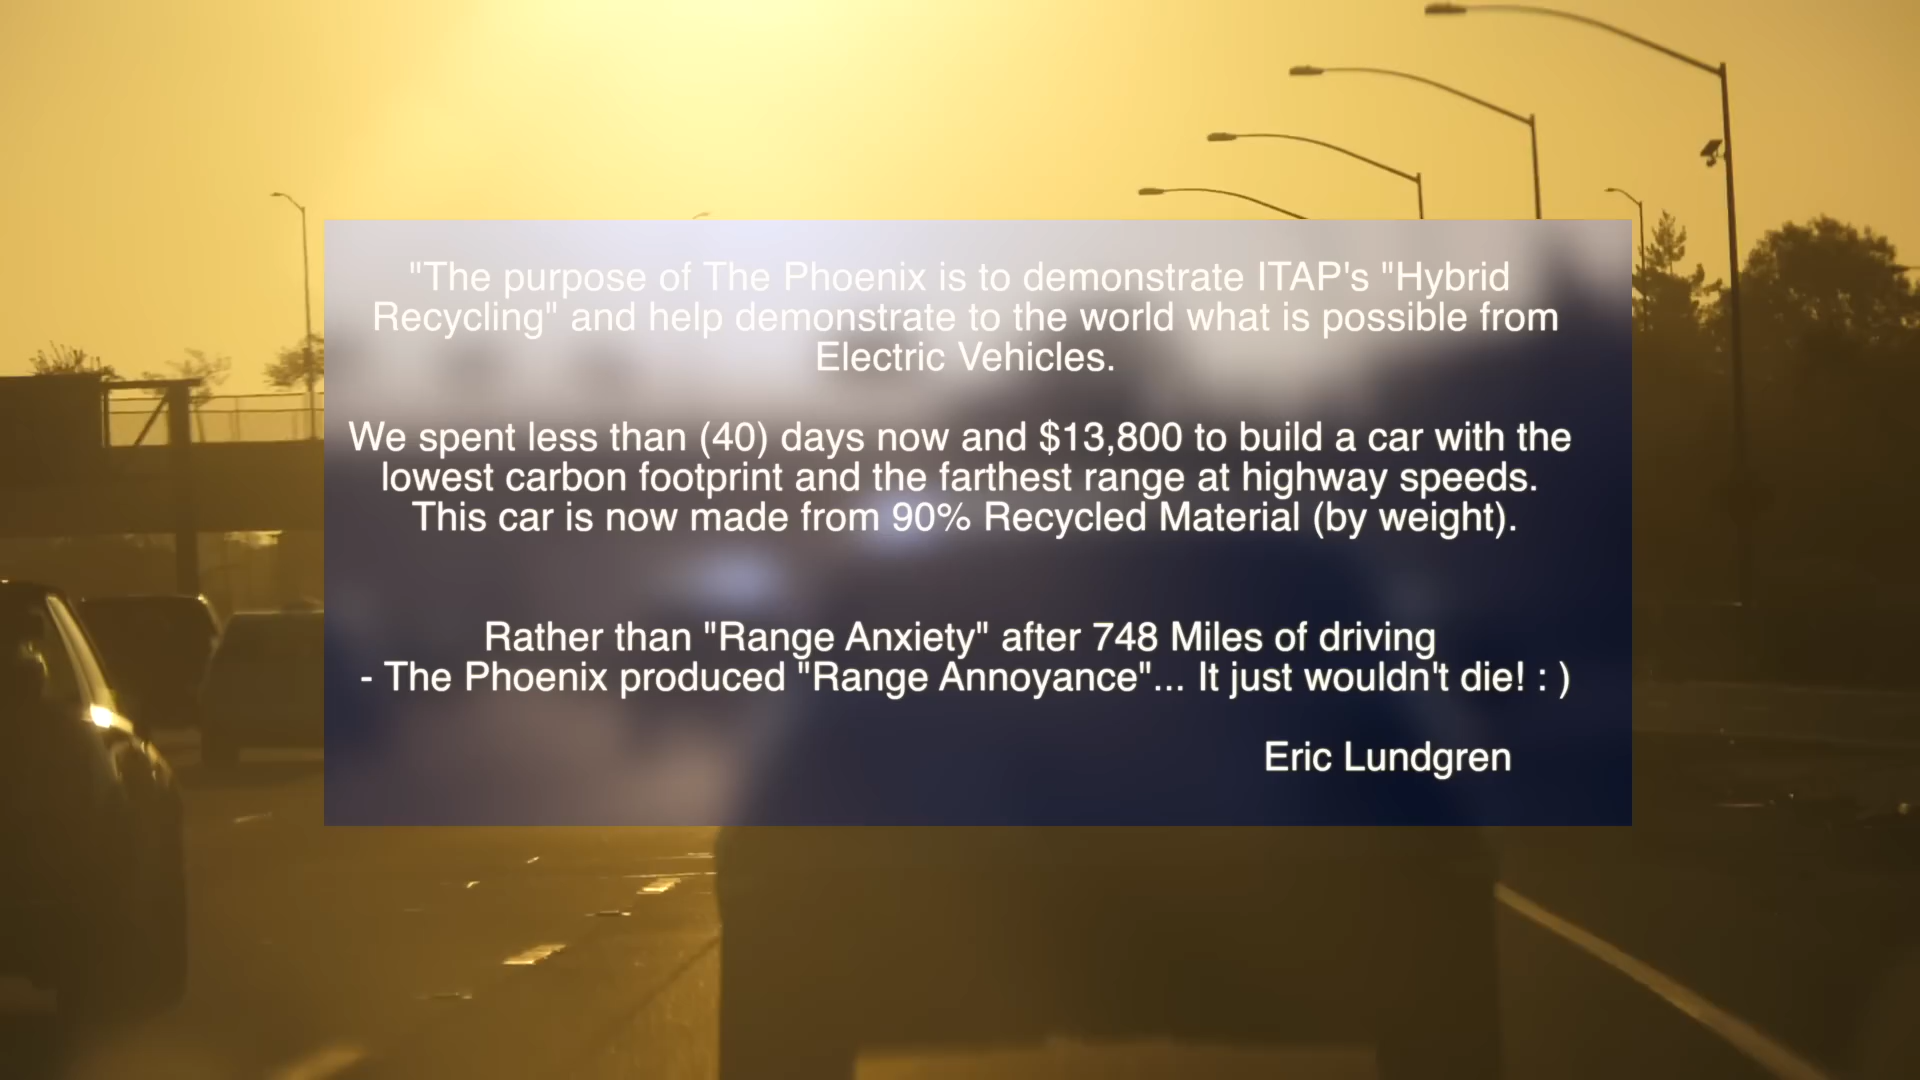 "The purpose of The Phoenix is to demonstrate ITAP's "Hybrid
Recycling" and help demonstrate to the world what is possible from
Electric Vehicles.
We spent less than (40) days now and $13,800 to build a car with the
lowest carbon footprint and the farthest range at highway speeds.
This car is now made from 90% Recycled Material (by weight).
Rather than "Range Anxiety" after 748 Miles of driving
- The Phoenix produced "Range Annoyance"... It just wouldn't die! : )
Eric Lundgren